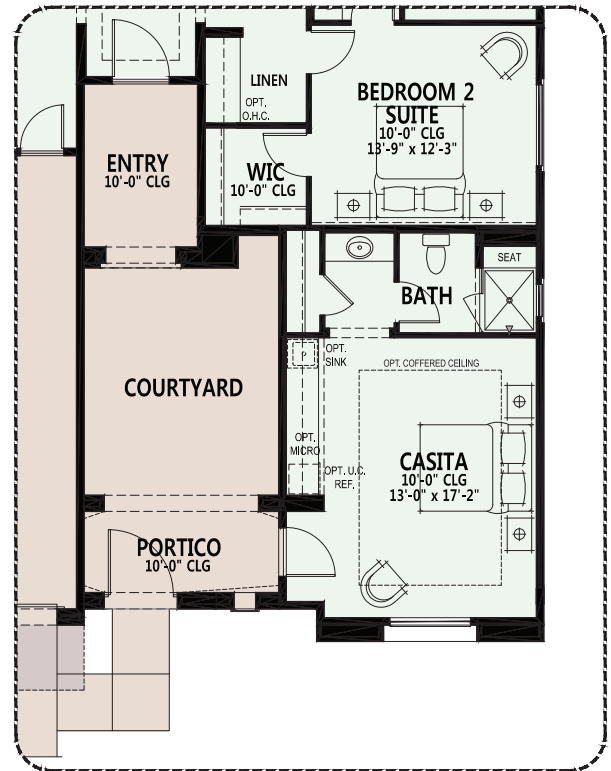 LINEN
OPT.
O.H.C.
BEDROOM 2
SUITE
10'-0" CLG
13'-9" x 12'-3"
ENTRY
10'-0" CLG
WIC
10'-0" CLG
SEAT
BATH
OPT.
SINK
OPT. COFFERED CEILING
COURTYARD
OPT.
MICRO
OPT. U.C.
REF.
CASITA
10'-0" CLG
13'-0" x 17'-2"
PORTICO
10'-0" CLG